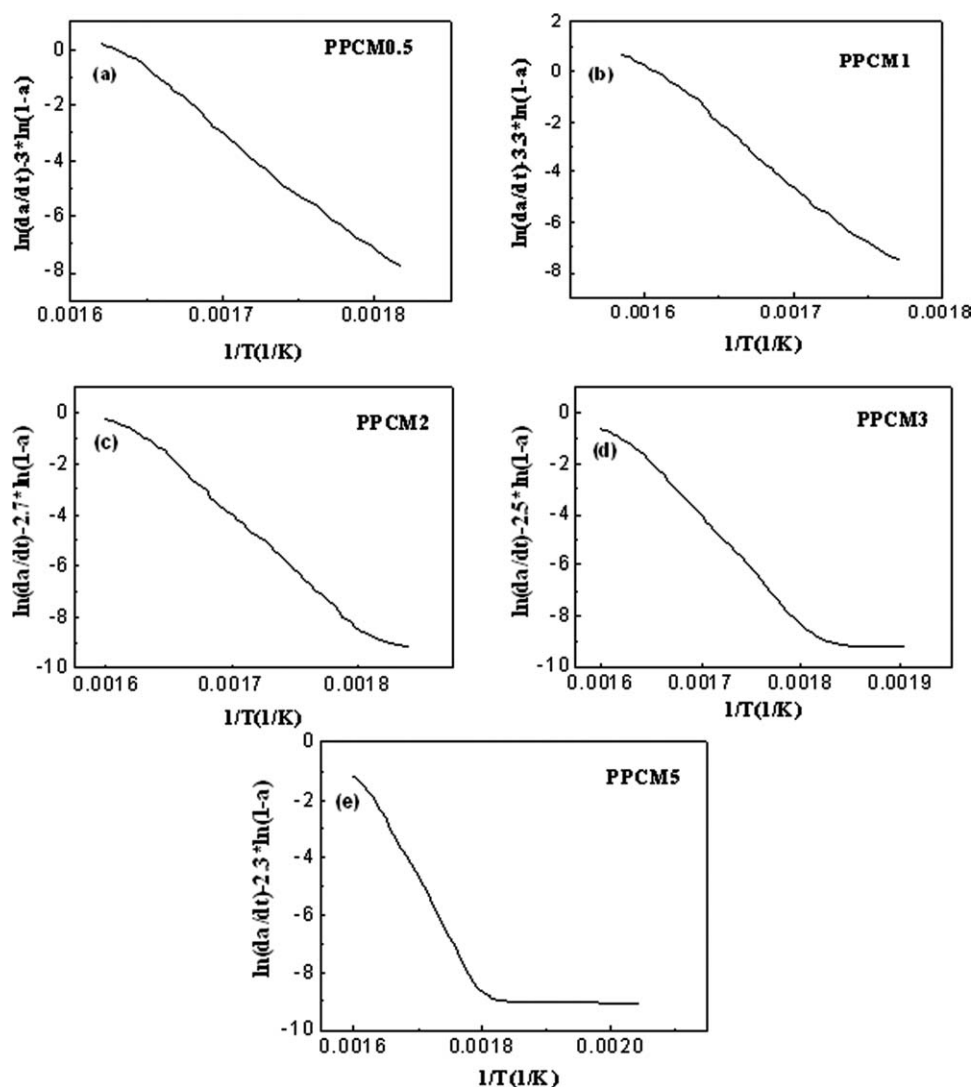 PPCM0.5
(a)
ln(da/dt)-3*ln(1-a)
0
-2
-4
-6
-8
0.0016 0.0017 0.0018
1/T(1/K)
PPCM1
(b)
ln(da/dt)-3.3*ln(1-a)
2
0
-2
-4
-6
-8
0.0016 0.0017 0.0018
1/T(1/K)
PPCM2
(c)
ln(da/dt)-2.7*ln(1-a)
0
-2
-4
-6
-8
-10
0.0016 0.0017 0.0018
1/T(1/K)
PPCM3
(d)
ln(da/dt)-2.5*ln(1-a)
0
-2
-4
-6
-8
-10
0.0016 0.0017 0.0018 0.0019
1/T(1/K)
PPCM5
(e)
ln(da/dt)-2.3*ln(1-a)
0
-2
-4
-6
-8
-10
0.0016 0.0018 0.0020
1/T(1/K)